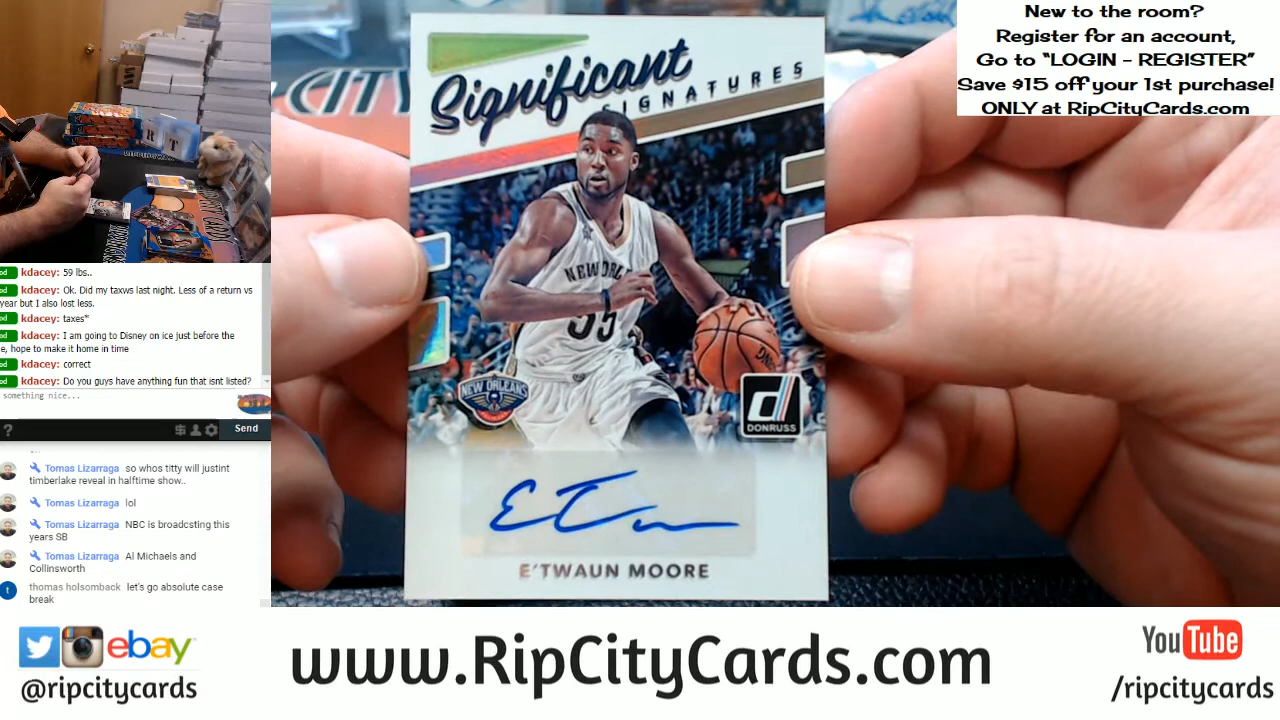 New to the room?
Register for an account,
Go to “LOGIN – REGISTER”
Save $15 off your 1st purchase!
ONLY at RipCityCards.com
Significant
SIGNATURES
CITY
R T
NEW ORL
55
NEW ORLEANS
d
DONRUSS
E'TWAUN MOORE
kdacey: 59 lbs..
kdacey: Ok. Did my taxws last night. Less of a return vs
year but I also lost less.
kdacey: taxes*
kdacey: I am going to Disney on ice just before the
e, hope to make it home in time
kdacey: correct
kdacey: Do you guys have anything fun that isnt listed?
something nice...
?
Send
Tomas Lizarraga so whos titty will justint
timberlake reveal in halftime show..
Tomas Lizarraga lol
Tomas Lizarraga NBC is broadcsting this
years SB
Tomas Lizarraga Al Michaels and
Collinsworth
t
thomas holsomback let's go absolute case
break
ebay
@ripcitycards
www.RipCityCards.com
YouTube
/ripcitycards